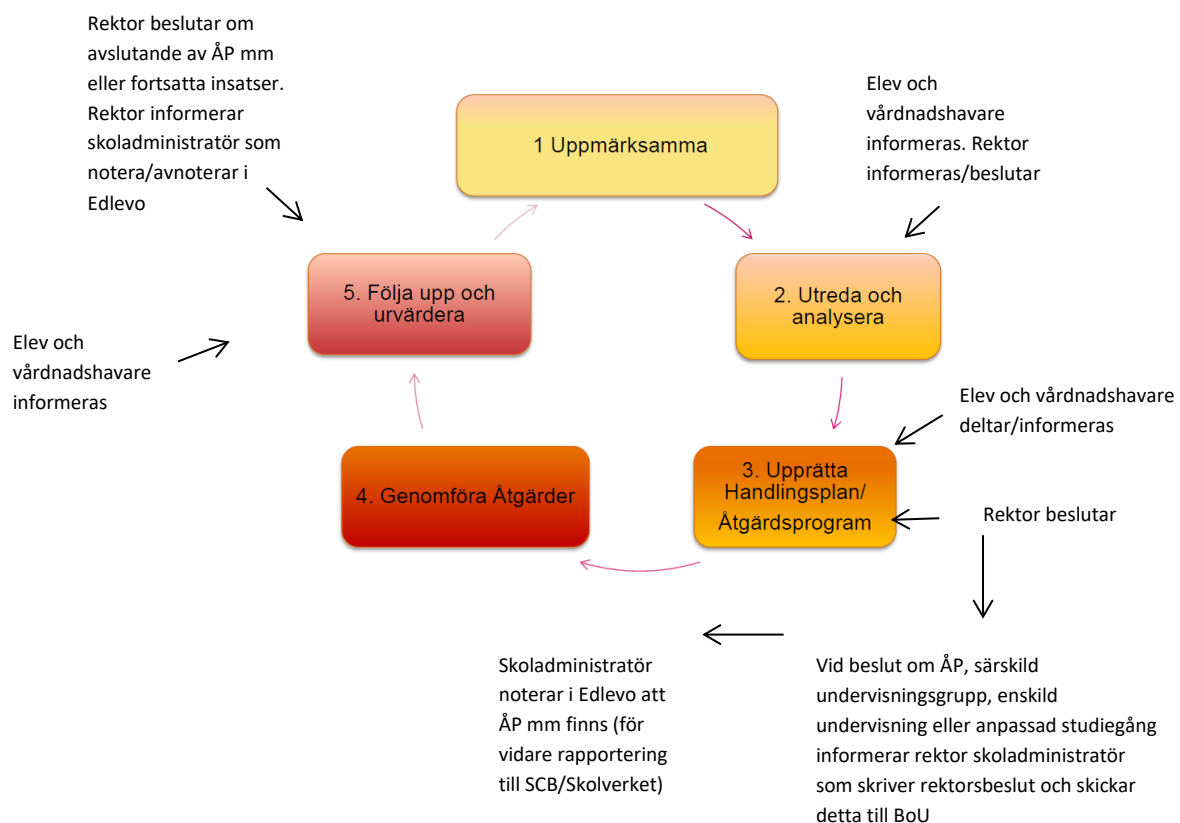 Rektor beslutar om
avslutande av ÅP mm
eller fortsatta insatser.
Rektor informerar
skoladministratör som
notera/avnoterar i
Edlevo
1 Uppmärksamma
Elev och
vårdnadshavare
informeras. Rektor
informeras/beslutar
5. Följa upp och
urvärdera
2. Utreda och
analysera
Elev och
vårdnadshavare
informeras
Elev och vårdnadshavare
deltar/informeras
4. Genomföra Åtgärder
3. Upprätta
Handlingsplan/
Åtgärdsprogram
Rektor beslutar
Skoladministratör
noterar i Edlevo att
ÅP mm finns (för
vidare rapportering
till SCB/Skolverket)
Vid beslut om ÅP, särskild
undervisningsgrupp, enskild
undervisning eller anpassad studiegång
informerar rektor skoladministratör
som skriver rektorsbeslut och skickar
detta till BoU